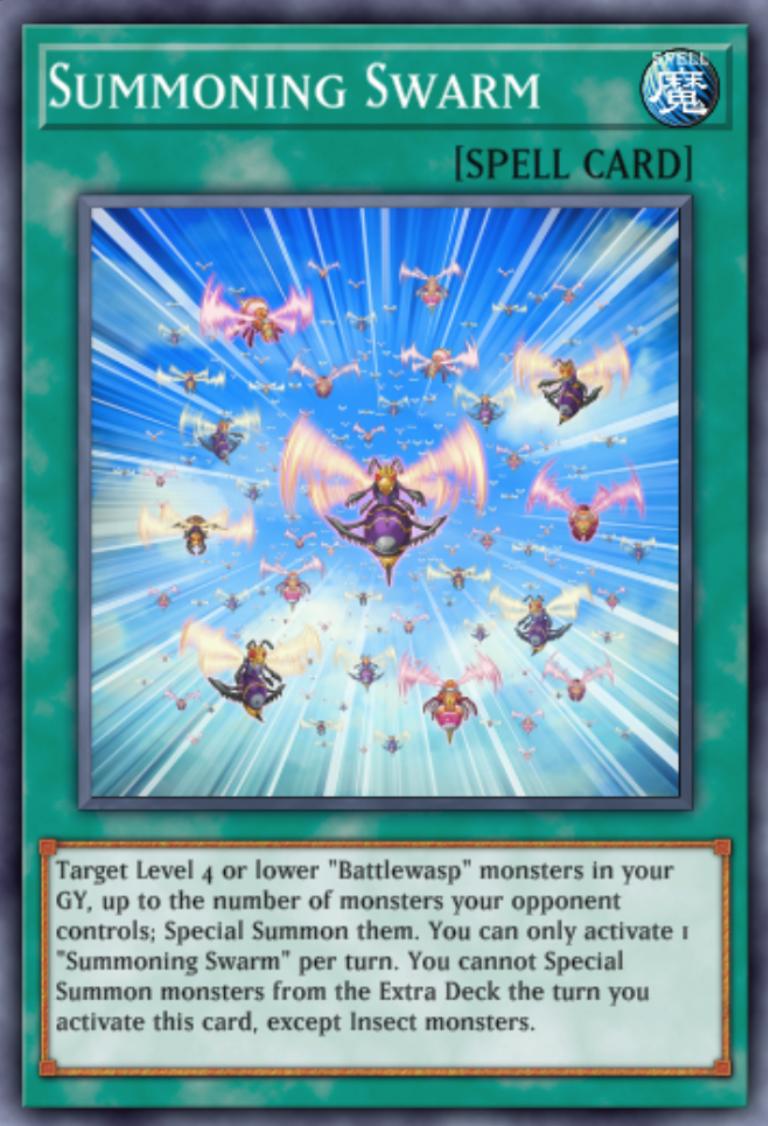 SUMMONING SWARM
SPELL
魔
[SPELL CARD]
Target Level 4 or lower "Battlewasp" monsters in your
GY, up to the number of monsters your opponent
controls; Special Summon them. You can only activate 1
"Summoning Swarm" per turn. You cannot Special
Summon monsters from the Extra Deck the turn you
activate this card, except Insect monsters.